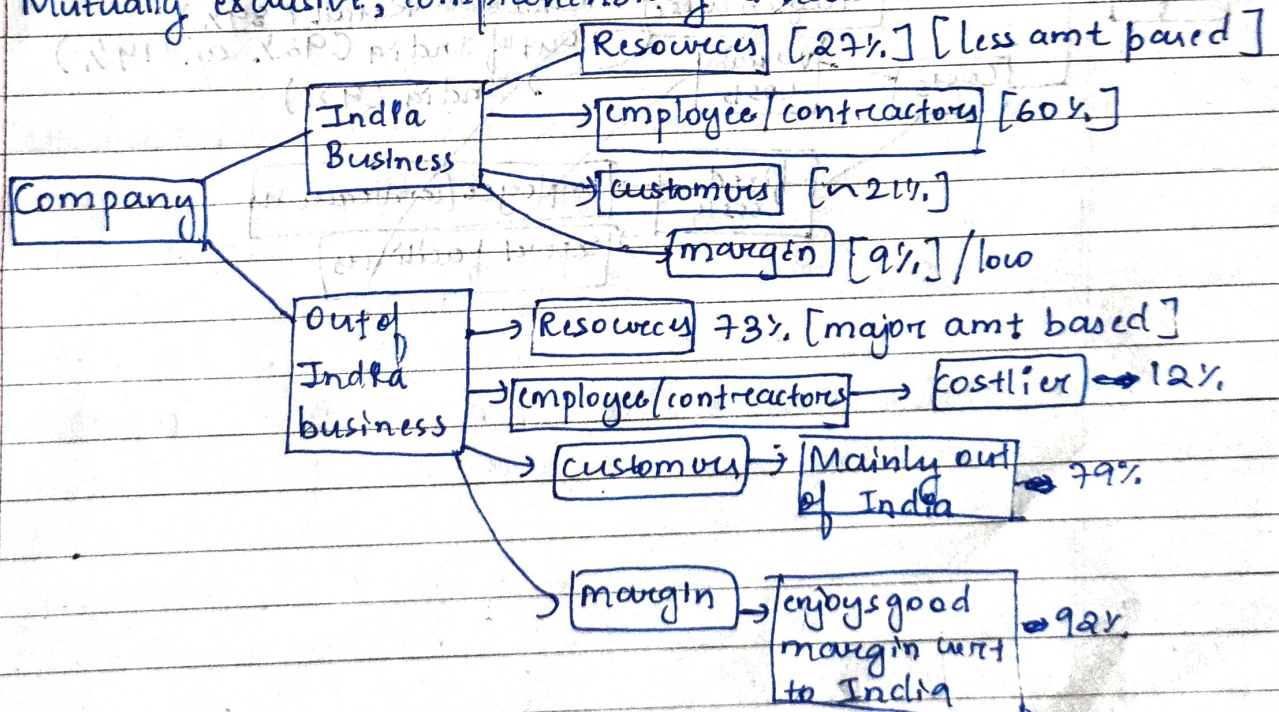 Mutually exclusive,
Resources [27%] [less amt based]
India
Business
employee/contractors [60%]
Company
customers [~21%]
margin [9%]/low
Out of
India
business
Resources 73% [major amt based]
employee/contractors costlier 12%
customers Mainly out
of India 79%
margin enjoys good
margin wrt
to India 92%